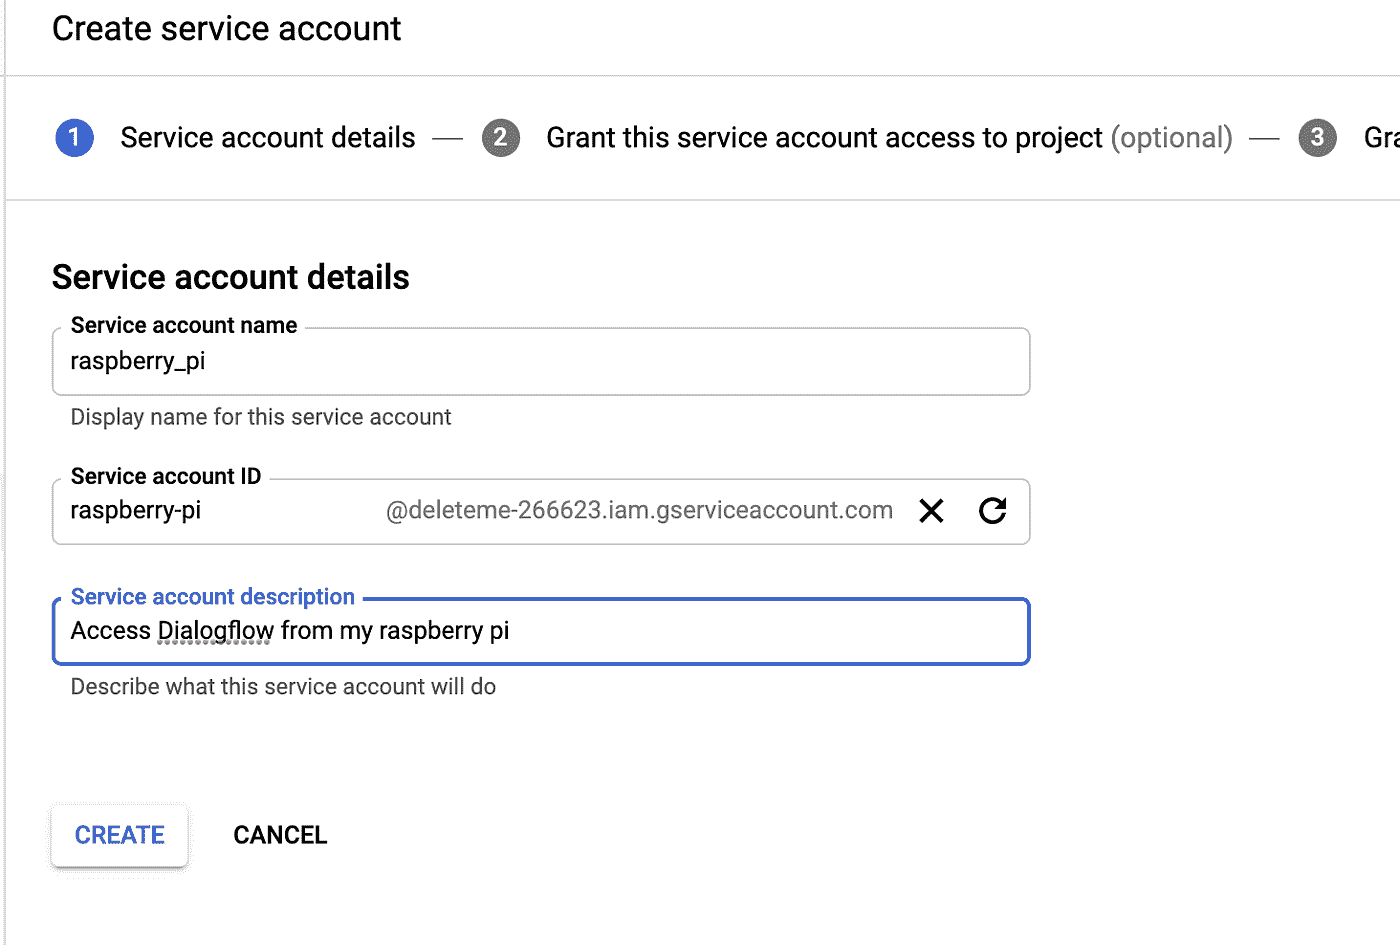 Create service account
1 Service account details — 2 Grant this service account access to project (optional) — 3 Gra
Service account details
Service account name
raspberry_pi
Display name for this service account
Service account ID
raspberry-pi @deleteme-266623.iam.gserviceaccount.com
Service account description
Access Dialogflow from my raspberry pi
Describe what this service account will do
CREATE CANCEL